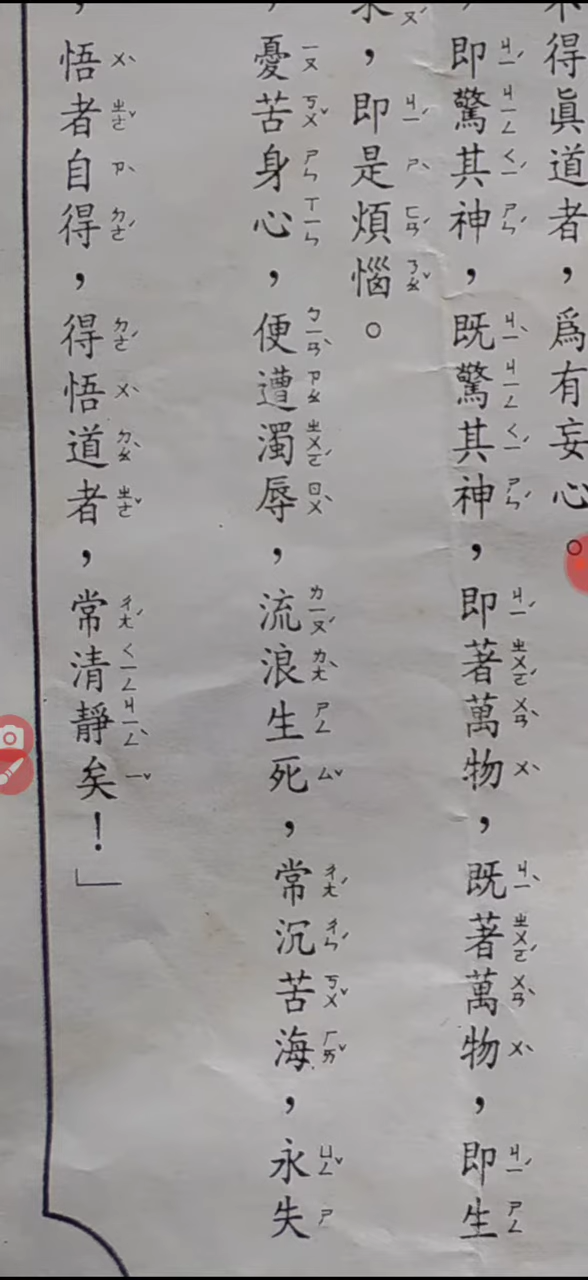 不得眞道者，爲有妄心。
，即驚其神，既驚其神，即著萬物，既著萬物，即生
求，即是煩惱。
，憂苦身心，便遭濁辱，流浪生死，常沉苦海，永失
，悟者自得，得悟道者，常清靜矣！」